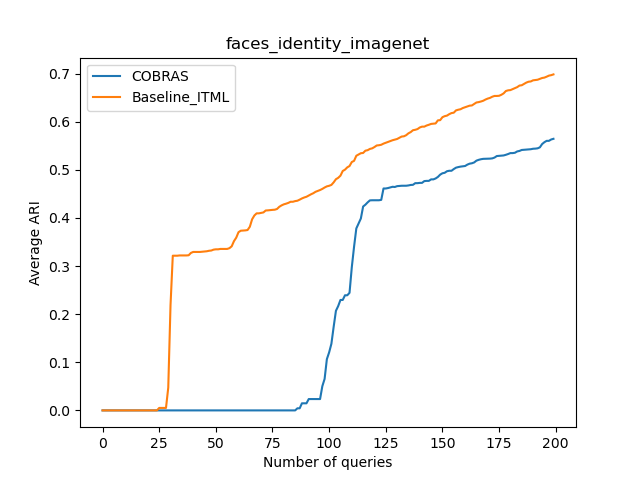 faces_identity_imagenet
COBRAS
Baseline_ITML
Average ARI
0.7
0.6
0.5
0.4
0.3
0.2
0.1
0.0
0 25 50 75 100 125 150 175 200
Number of queries